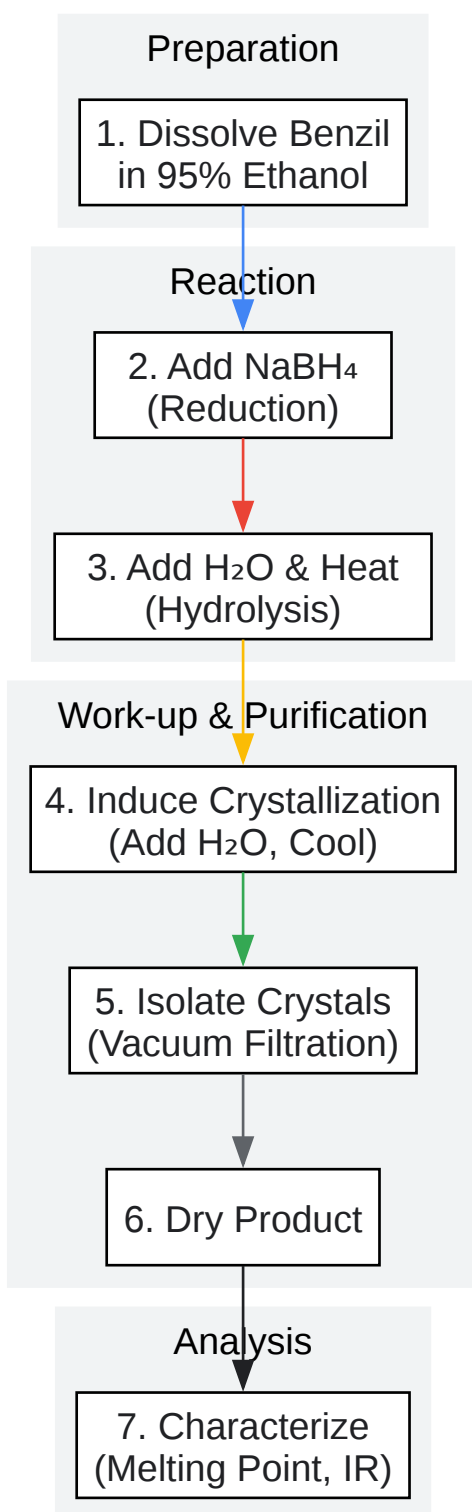 Preparation
1. Dissolve Benzil
in 95% Ethanol
Reaction
2. Add NaBH₄
(Reduction)
3. Add H₂O & Heat
(Hydrolysis)
Work-up & Purification
4. Induce Crystallization
(Add H₂O, Cool)
5. Isolate Crystals
(Vacuum Filtration)
6. Dry Product
Analysis
7. Characterize
(Melting Point, IR)